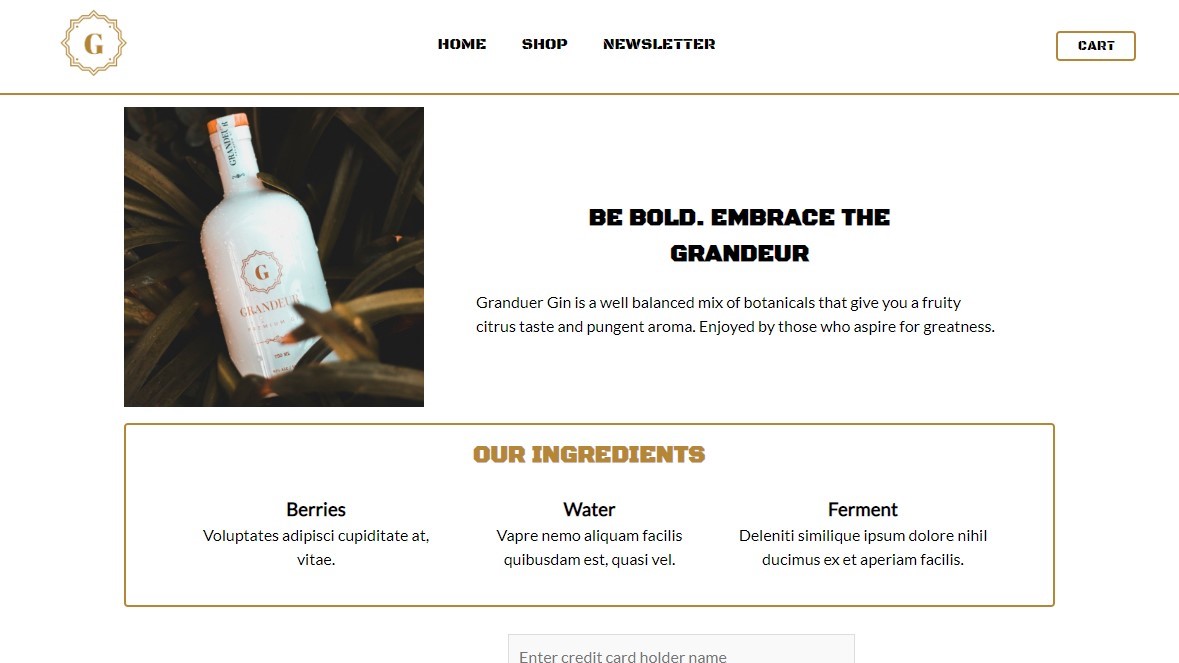 G
HOME SHOP NEWSLETTER
CART
GRANDEUR
G
GRANDEUR
BE BOLD. EMBRACE THE
GRANDEUR
Granduer Gin is a well balanced mix of botanicals that give you a fruity
citrus taste and pungent aroma. Enjoyed by those who aspire for greatness.
OUR INGREDIENTS
Berries
Voluptates adipisci cupiditate at,
vitae.
Water
Vapre nemo aliquam facilis
quibusdam est, quasi vel.
Ferment
Deleniti similique ipsum dolore nihil
ducimus ex et aperiam facilis.
Enter credit card holder name